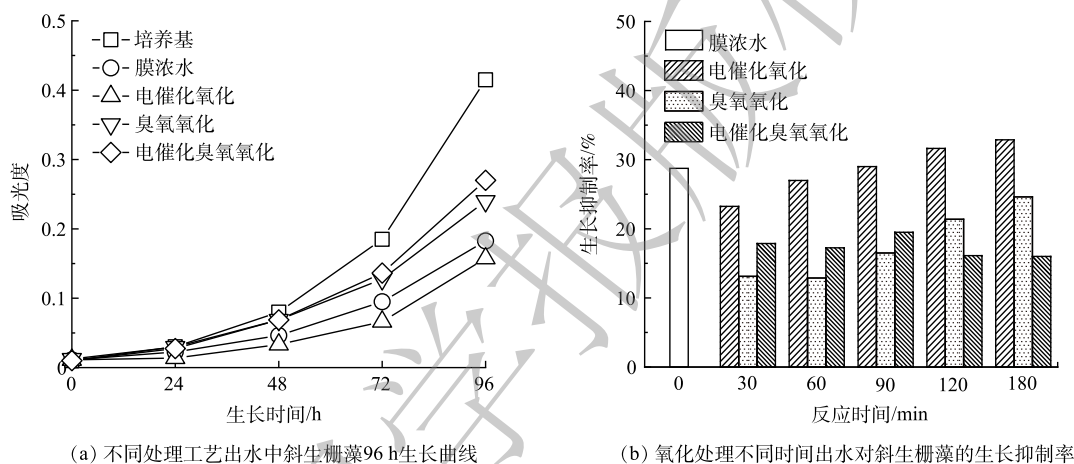 0.5
0.4
0.3
0.2
0.1
0
吸光度
培养基
膜浓水
电催化氧化
臭氧氧化
电催化臭氧氧化
0 24 48 72 96
生长时间/h
(a) 不同处理工艺出水中斜生栅藻96 h生长曲线
50
40
30
20
10
0
生长抑制率/%
膜浓水
电催化氧化
臭氧氧化
电催化臭氧氧化
0 30 60 90 120 180
反应时间/min
(b) 氧化处理不同时间出水对斜生栅藻的生长抑制率
学报版权